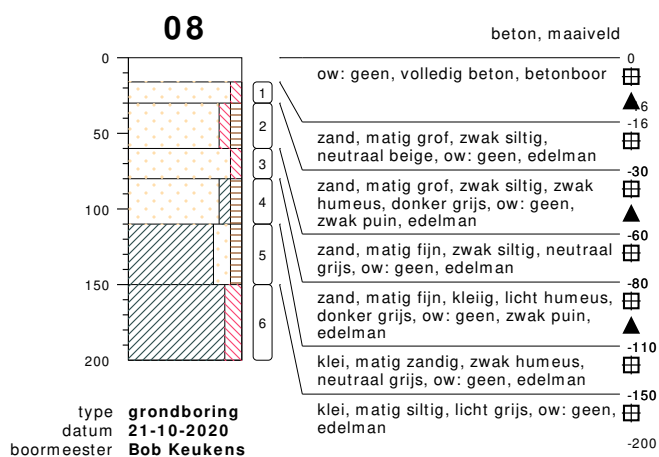 08
beton, maaiveld
0
50
100
150
200
1
2
3
4
5
6
0
ow: geen, volledig beton, betonboor
-16
zand, matig grof, zwak siltig,
neutraal beige, ow: geen, edelman
-30
zand, matig grof, zwak siltig, zwak
humeus, donker grijs, ow: geen,
zwak puin, edelman
-60
zand, matig fijn, zwak siltig, neutraal
grijs, ow: geen, edelman
-80
zand, matig fijn, kleiig, licht humeus,
donker grijs, ow: geen, zwak puin,
edelman
-110
klei, matig zandig, zwak humeus,
neutraal grijs, ow: geen, edelman
-150
klei, matig siltig, licht grijs, ow: geen,
edelman
-200
type grondboring
datum 21-10-2020
boormeester Bob Keukens